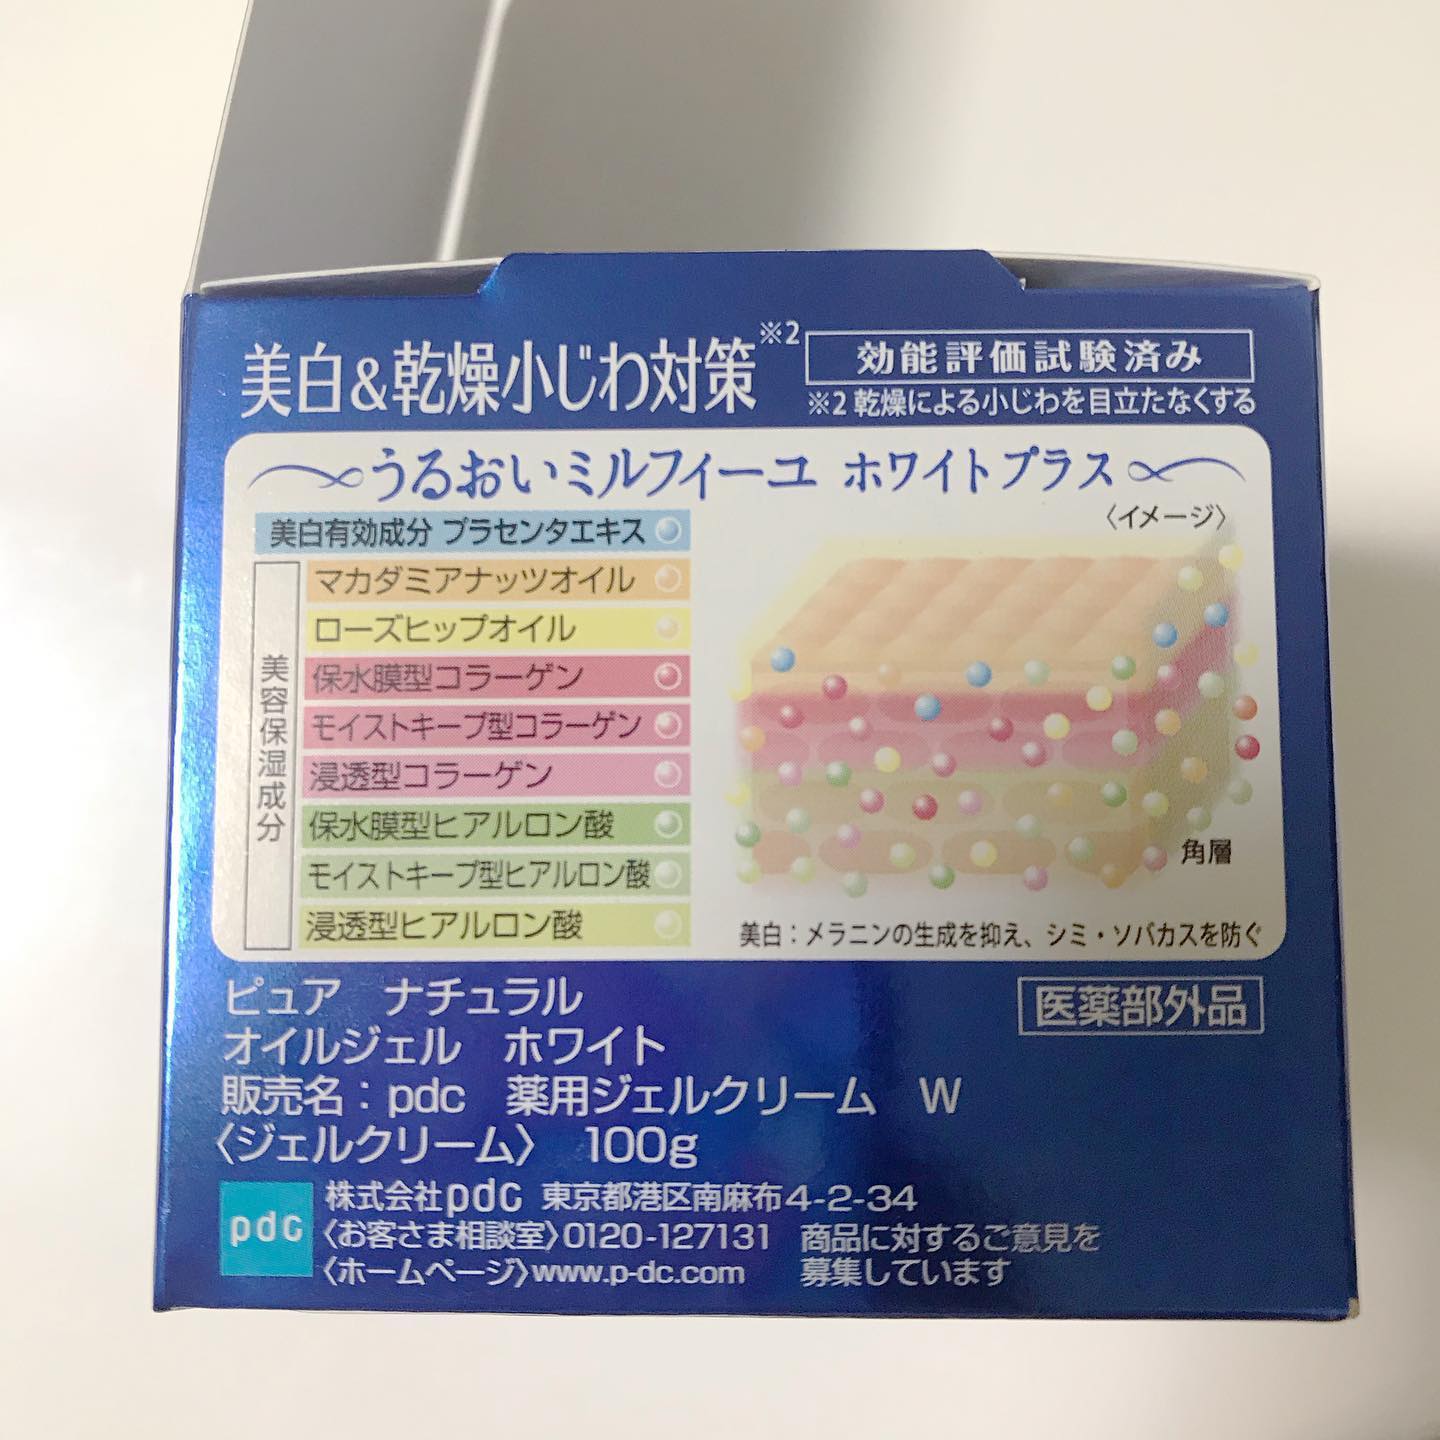 美白&乾燥小じわ対策※2
効能評価試験済み
※2 乾燥による小じわを目立たなくする
うるおいミルフィーユ ホワイトプラス
美白有効成分 プラセンタエキス
美容保湿成分
マカダミアナッツオイル
ローズヒップオイル
保水膜型コラーゲン
モイストキープ型コラーゲン
浸透型コラーゲン
保水膜型ヒアルロン酸
モイストキープ型ヒアルロン酸
浸透型ヒアルロン酸
〈イメージ〉
角層
美白：メラニンの生成を抑え、シミ・ソバカスを防ぐ
ピュア ナチュラル
オイルジェル ホワイト
販売名：pdc 薬用ジェルクリーム W
〈ジェルクリーム〉 100g
医薬部外品
pdc
株式会社pdc 東京都港区南麻布4-2-34
〈お客さま相談室〉0120-127131
〈ホームページ〉www.p-dc.com
商品に対するご意見を
募集しています